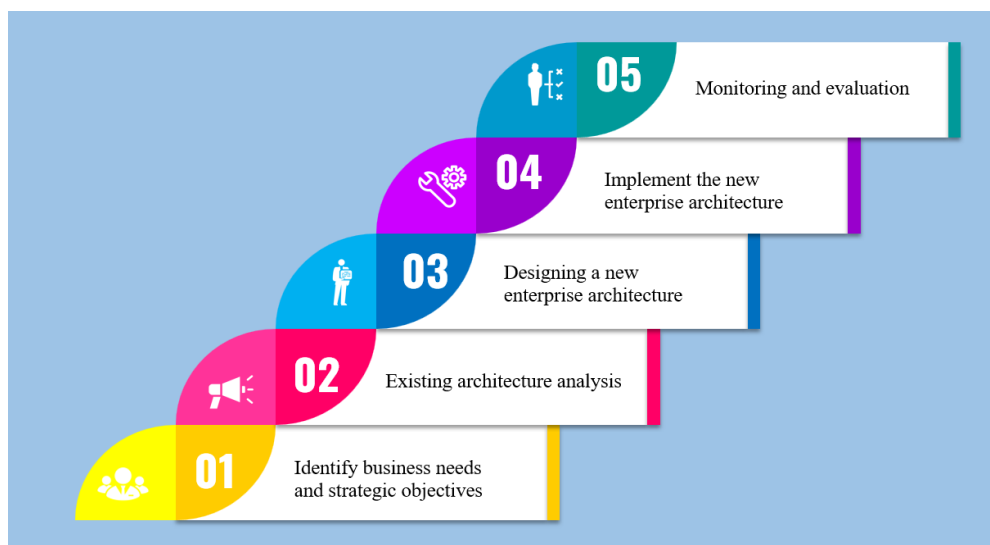 05
Monitoring and evaluation
04
Implement the new
enterprise architecture
03
Designing a new
enterprise architecture
02
Existing architecture analysis
01
Identify business needs
and strategic objectives